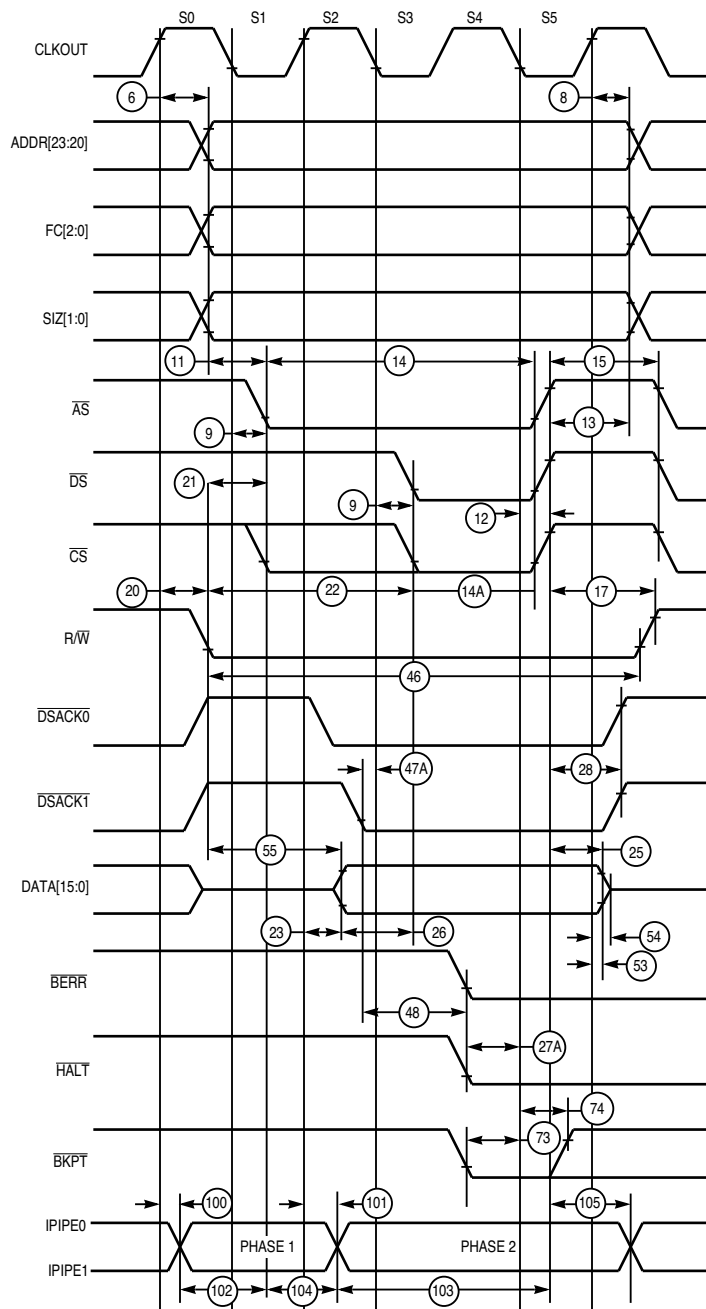 S0 S1 S2 S3 S4 S5
CLKOUT
6 8
ADDR[23:20]
FC[2:0]
SIZ[1:0]
11 14 15
AS
13
9
DS
21
9
12
CS
20 22 14A 17
R/W
46
DSACK0
47A 28
DSACK1
55 25
DATA[15:0]
23 26 54
53
BERR
48
27A
HALT
74
73
BKPT
100 101 105
IPIPE0
PHASE 1 PHASE 2
IPIPE1
102 104 103